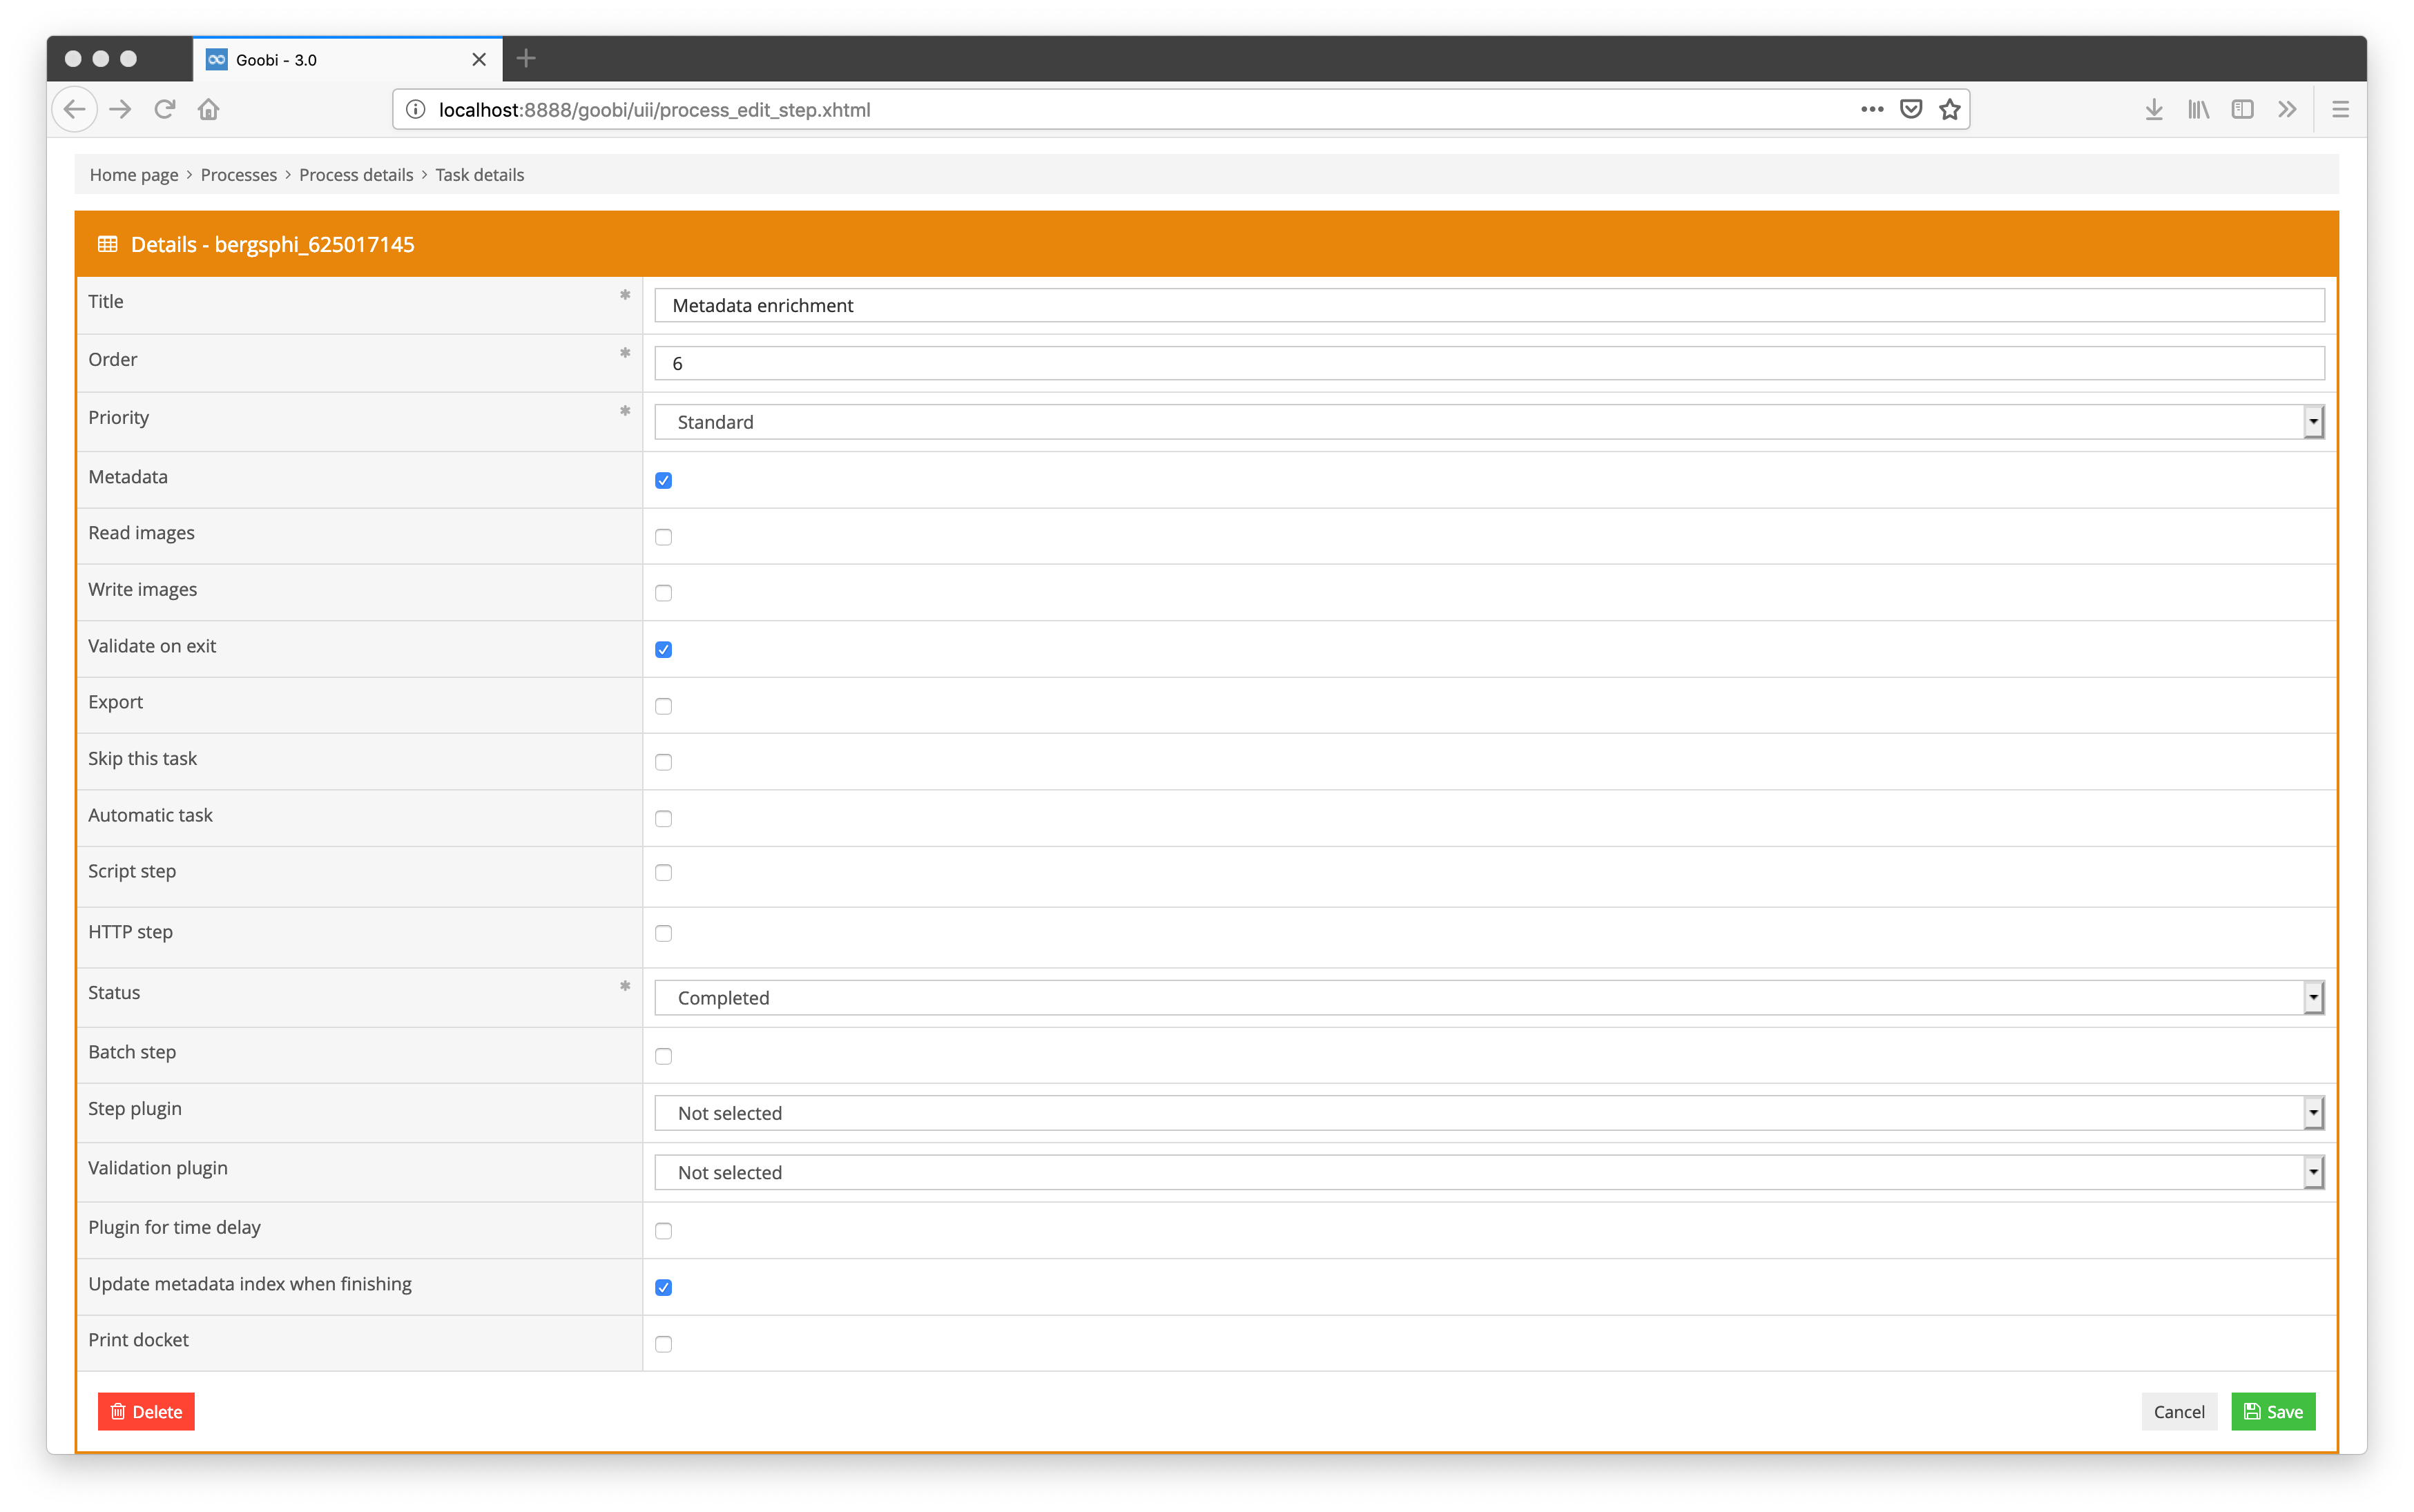 Goobi - 3.0
localhost:8888/goobi/uii/process_edit_step.xhtml
Home page › Processes › Process details › Task details
Details - bergsphi_625017145
Title * Metadata enrichment
Order * 6
Priority * Standard
Metadata
Read images
Write images
Validate on exit
Export
Skip this task
Automatic task
Script step
HTTP step
Status * Completed
Batch step
Step plugin Not selected
Validation plugin Not selected
Plugin for time delay
Update metadata index when finishing
Print docket
Delete Cancel Save